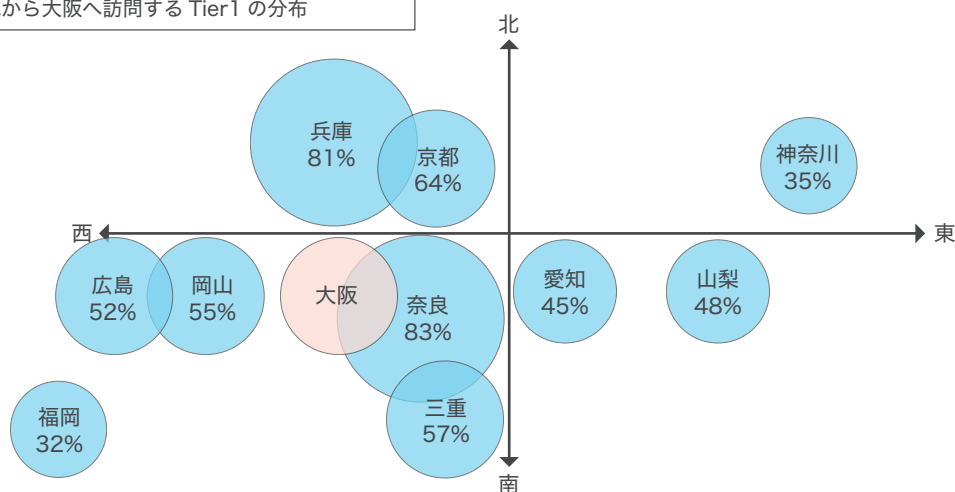 から大阪へ訪問する Tier1 の分布
北
兵庫
81%
京都
64%
神奈川
35%
西
東
広島
52%
岡山
55%
大阪
奈良
83%
愛知
45%
山梨
48%
福岡
32%
三重
57%
南